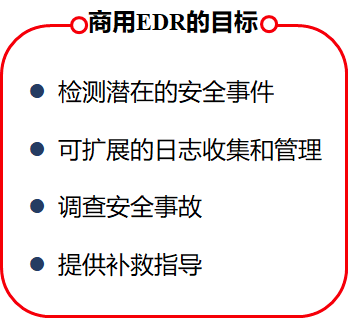 商用EDR的目标
检测潜在的安全事件
可扩展的日志收集和管理
调查安全事故
提供补救指导